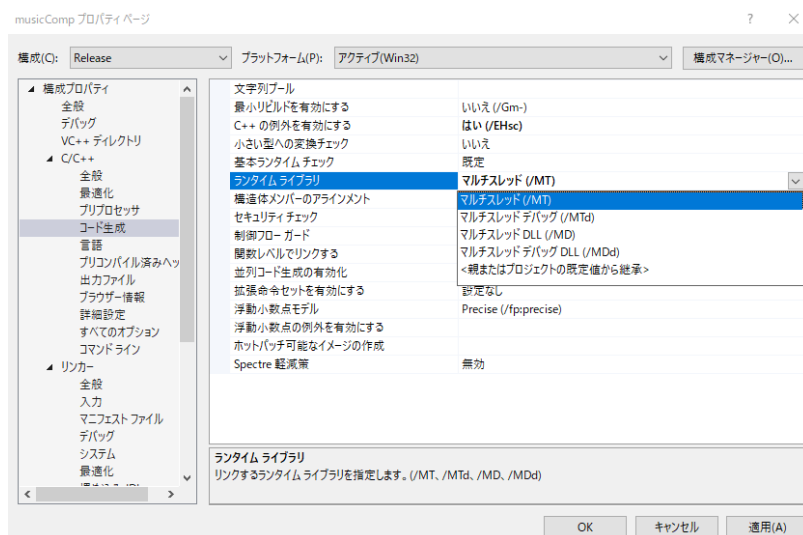 musicComp プロパティ ページ
? ×
構成(C): Release プラットフォーム(P): アクティブ(Win32) 構成マネージャー(O)...
構成プロパティ
全般
デバッグ
VC++ ディレクトリ
C/C++
全般
最適化
プリプロセッサ
コード生成
言語
プリコンパイル済みヘッ
出力ファイル
ブラウザー情報
詳細設定
すべてのオプション
コマンド ライン
リンカー
全般
入力
マニフェスト ファイル
デバッグ
システム
最適化
文字列プール
最小リビルドを有効にする いいえ (/Gm-)
C++ の例外を有効にする はい (/EHsc)
小さい型への変換チェック いいえ
基本ランタイム チェック 既定
ランタイム ライブラリ マルチスレッド (/MT)
構造体メンバーのアラインメント
セキュリティ チェック
制御フロー ガード
関数レベルでリンクする
並列コード生成の有効化
拡張命令セットを有効にする 設定なし
浮動小数点モデル Precise (/fp:precise)
浮動小数点の例外を有効にする
ホットパッチ可能なイメージの作成
Spectre 軽減策 無効
マルチスレッド (/MT)
マルチスレッド デバッグ (/MTd)
マルチスレッド DLL (/MD)
マルチスレッド デバッグ DLL (/MDd)
<親またはプロジェクトの既定値から継承>
ランタイム ライブラリ
リンクするランタイム ライブラリを指定します。(/MT、/MTd、/MD、/MDd)
OK キャンセル 適用(A)